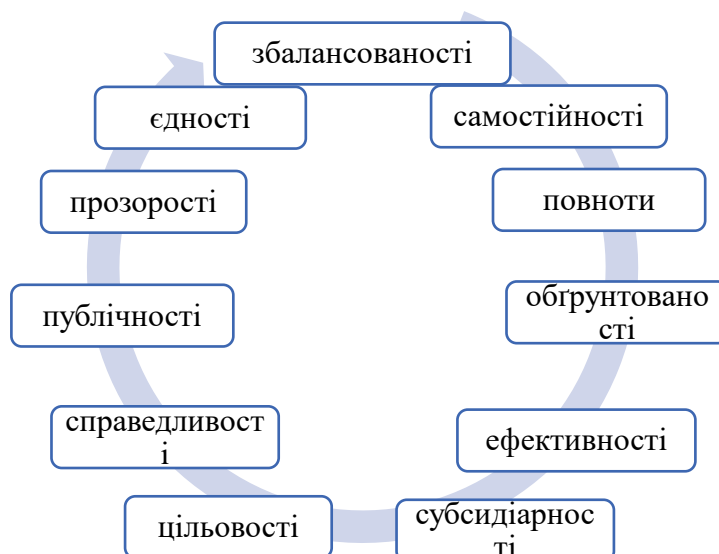 збалансованості
самостійності
повноти
обґрунтовано
сті
ефективності
субсидіарнос
ті
цільовості
справедливост
і
публічності
прозорості
єдності